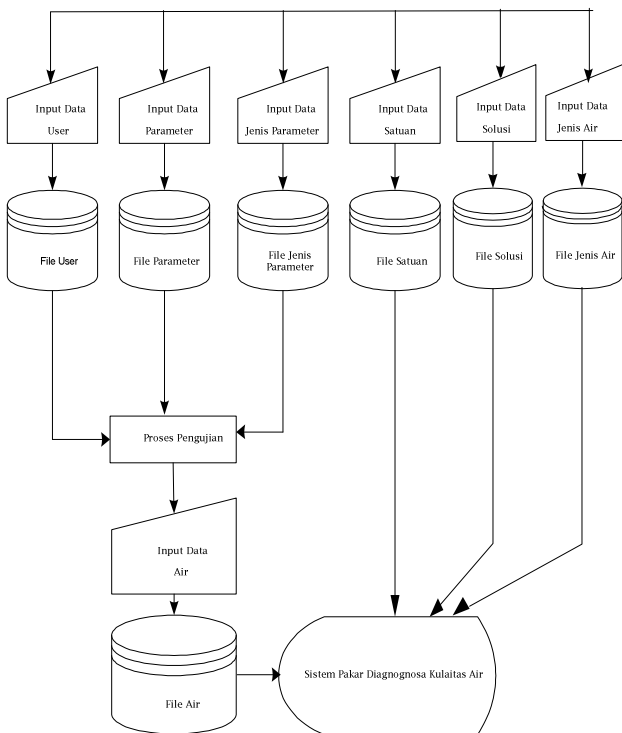 Input Data
User
Input Data
Parameter
Input Data
Jenis Parameter
Input Data
Satuan
Input Data
Solusi
Input Data
Jenis Air
File User
File Parameter
File Jenis
Parameter
File Satuan
File Solusi
File Jenis Air
Proses Pengujian
Input Data
Air
File Air
Sistem Pakar Diagnognosa Kulaitas Air